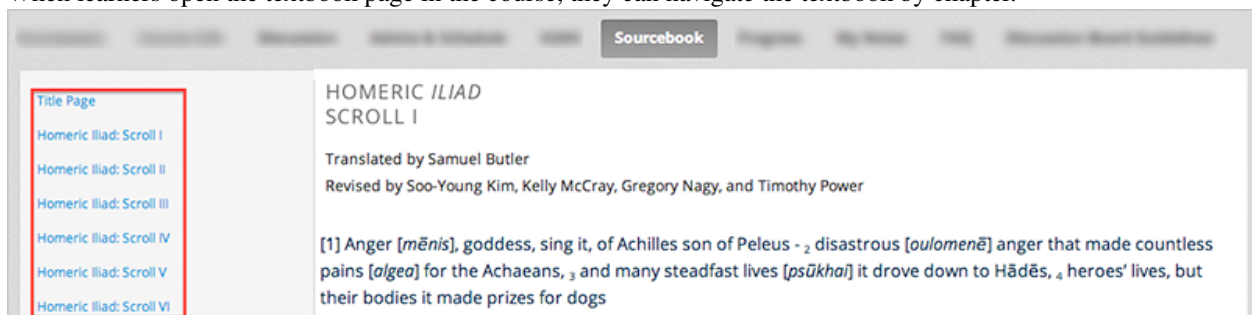 When learners open the textbook page in the course, they can navigate the textbook by chapter.
Sourcebook
Title Page
Homeric Iliad: Scroll I
Homeric Iliad: Scroll II
Homeric Iliad: Scroll III
Homeric Iliad: Scroll IV
Homeric Iliad: Scroll V
Homeric Iliad: Scroll VI
HOMERIC ILIAD
SCROLL I
Translated by Samuel Butler
Revised by Soo-Young Kim, Kelly McCray, Gregory Nagy, and Timothy Power
[1] Anger [mēnis], goddess, sing it, of Achilles son of Peleus - 2 disastrous [oulomenē] anger that made countless
pains [algea] for the Achaeans, 3 and many steadfast lives [psūkhai] it drove down to Hādēs, 4 heroes’ lives, but
their bodies it made prizes for dogs